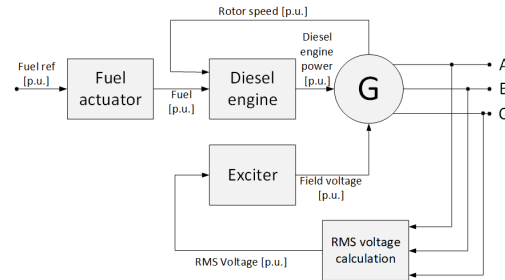 Rotor speed [p.u.]
Fuel ref
[p.u.]
Fuel
actuator
Fuel
[p.u.]
Diesel
engine
Diesel
engine
power
[p.u.]
G
A
B
C
Exciter
Field voltage
[p.u.]
RMS Voltage [p.u.]
RMS voltage
calculation